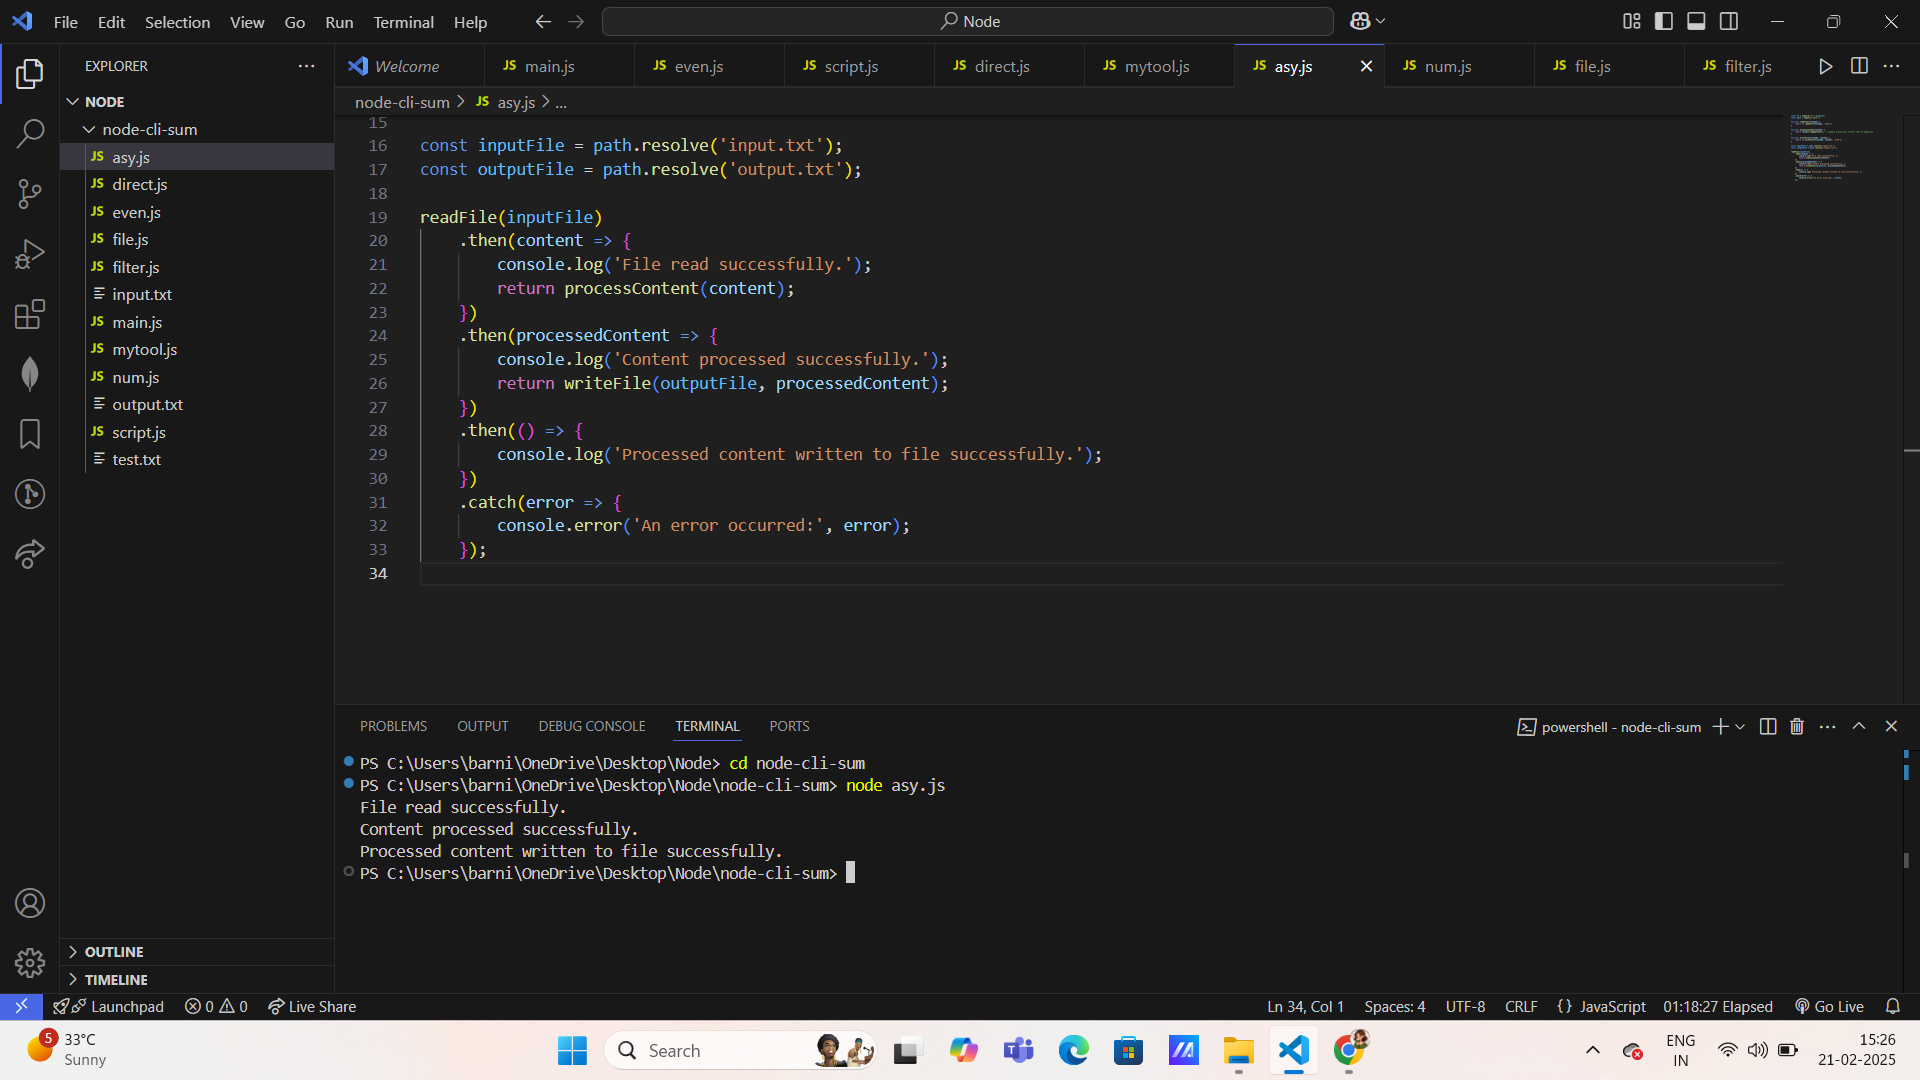 File Edit Selection View Go Run Terminal Help
Node
EXPLORER
Welcome
JS main.js
JS even.js
JS script.js
JS direct.js
JS mytool.js
JS asy.js
JS num.js
JS file.js
JS filter.js
NODE
node-cli-sum
JS asy.js
JS direct.js
JS even.js
JS file.js
JS filter.js
input.txt
JS main.js
JS mytool.js
JS num.js
output.txt
JS script.js
test.txt
OUTLINE
TIMELINE
node-cli-sum > JS asy.js > ...
15
16 const inputFile = path.resolve('input.txt');
17 const outputFile = path.resolve('output.txt');
18
19 readFile(inputFile)
20 .then(content => {
21 console.log('File read successfully.');
22 return processContent(content);
23 })
24 .then(processedContent => {
25 console.log('Content processed successfully.');
26 return writeFile(outputFile, processedContent);
27 })
28 .then(() => {
29 console.log('Processed content written to file successfully.');
30 })
31 .catch(error => {
32 console.error('An error occurred:', error);
33 });
34
PROBLEMS OUTPUT DEBUG CONSOLE TERMINAL PORTS
powershell - node-cli-sum
PS C:\Users\barni\OneDrive\Desktop\Node> cd node-cli-sum
PS C:\Users\barni\OneDrive\Desktop\Node\node-cli-sum> node asy.js
File read successfully.
Content processed successfully.
Processed content written to file successfully.
PS C:\Users\barni\OneDrive\Desktop\Node\node-cli-sum>
Launchpad 0 0 Live Share
Ln 34, Col 1 Spaces: 4 UTF-8 CRLF {} JavaScript 01:18:27 Elapsed Go Live
5
33°C
Sunny
Search
ENG
IN
15:26
21-02-2025